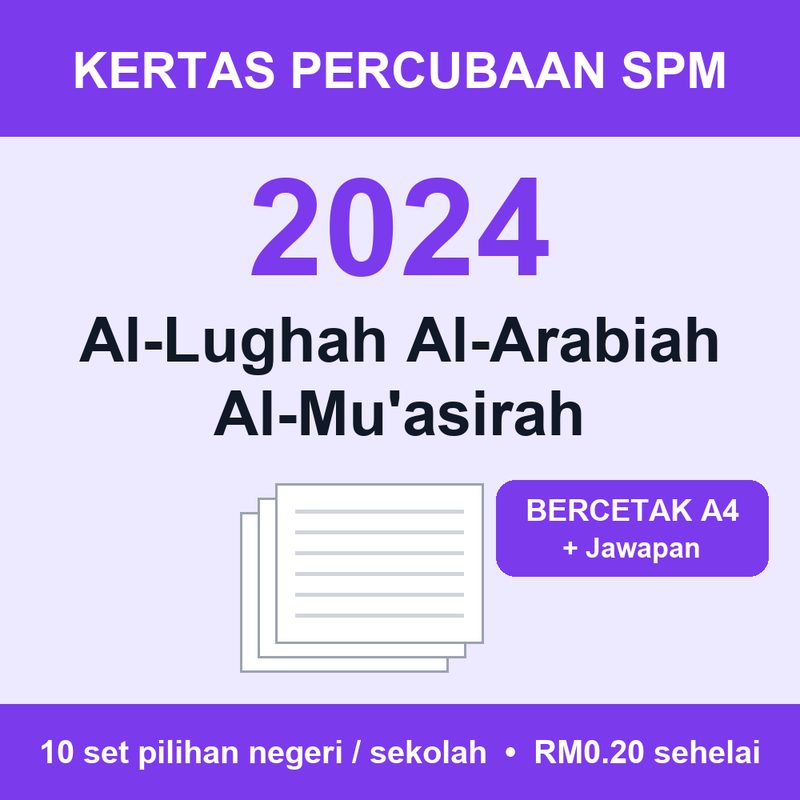 KERTAS PERCUBAAN SPM
2024
Al-Lughah Al-Arabiah
Al-Mu'asirah
BERCETAK A4
+ Jawapan
10 set pilihan negeri / sekolah • RM0.20 sehelai